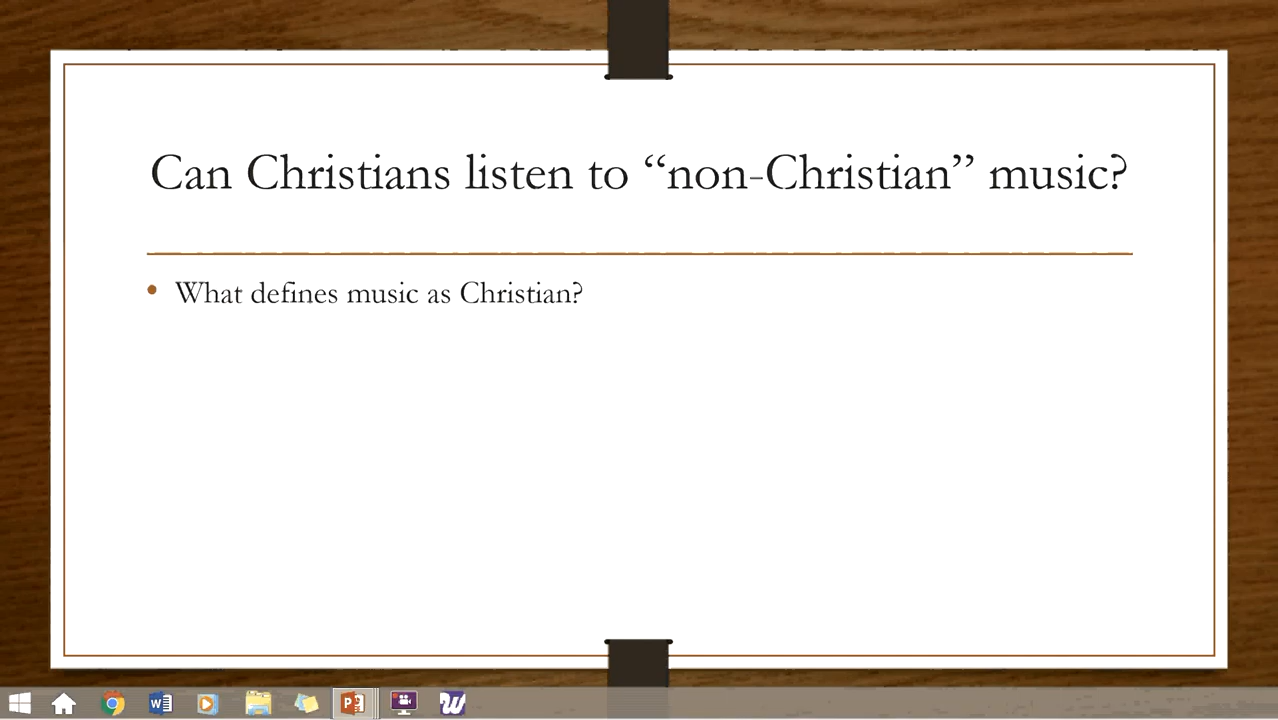 Can Christians listen to “non-Christian” music?
• What defines music as Christian?